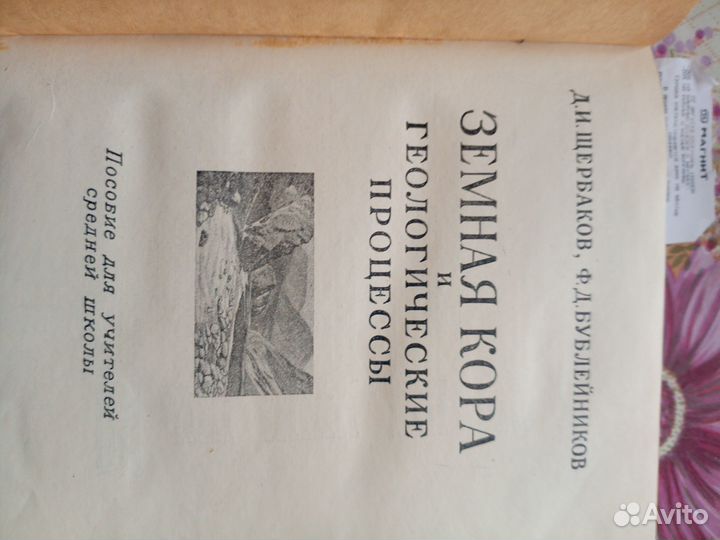 Д.И.ЩЕРБАКОВ, Ф.Д.БУБЛЕЙНИКОВ
ЗЕМНАЯ КОРА
И
ГЕОЛОГИЧЕСКИЕ
ПРОЦЕССЫ
Пособие для учителей
средней школы
МАГНИТ
Avito